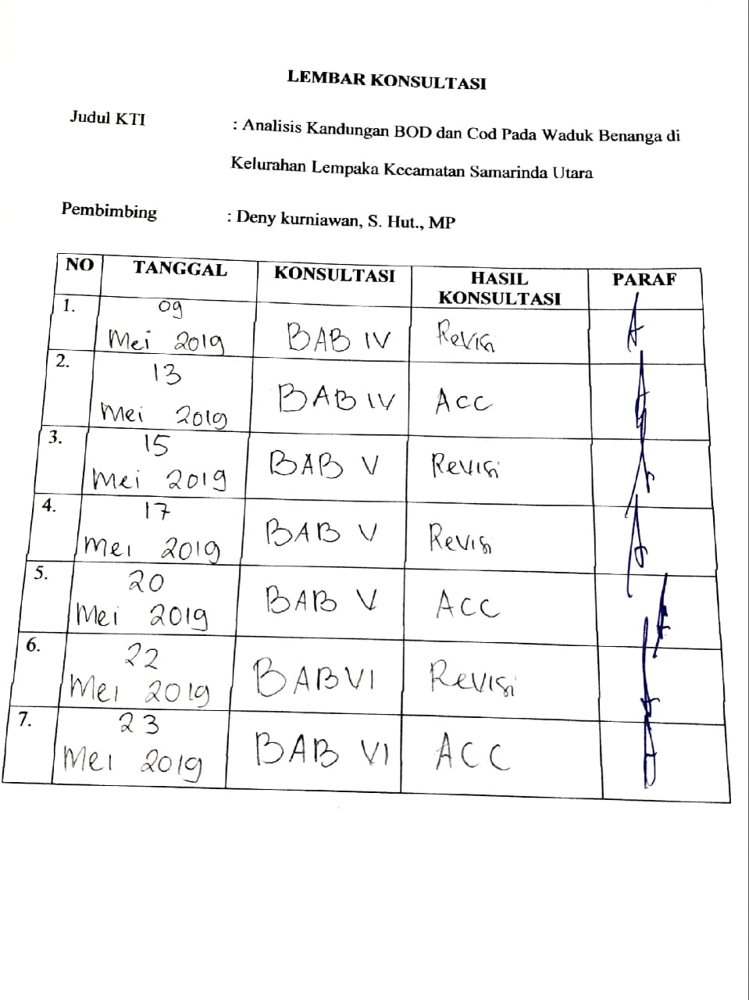 LEMBAR KONSULTASI
Judul KTI : Analisis Kandungan BOD dan Cod Pada Waduk Benanga di
Kelurahan Lempaka Kecamatan Samarinda Utara
Pembimbing : Deny kurniawan, S. Hut., MP
NO TANGGAL KONSULTASI HASIL KONSULTASI PARAF
1. 09 Mei 2019 BAB IV Revisi
2. 13 Mei 2019 BAB IV Acc
3. 15 Mei 2019 BAB V Revisi
4. 17 Mei 2019 BAB V Revisi
5. 20 Mei 2019 BAB V ACC
6. 22 Mei 2019 BAB VI Revisi
7. 23 Mei 2019 BAB VI ACC